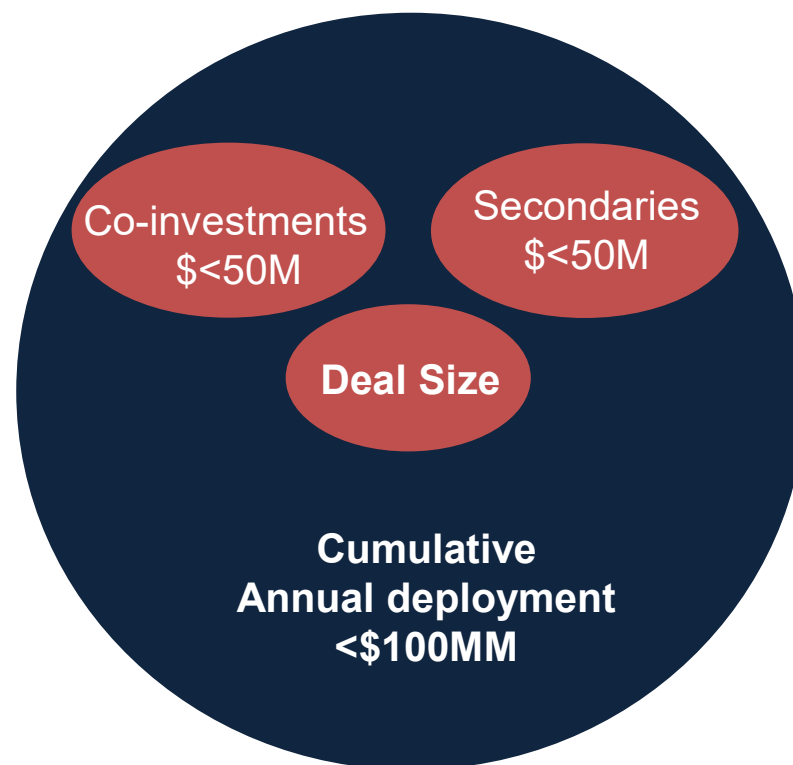 Co-investments
$<50M
Secondaries
$<50M
Deal Size
Cumulative
Annual deployment
<$100MM